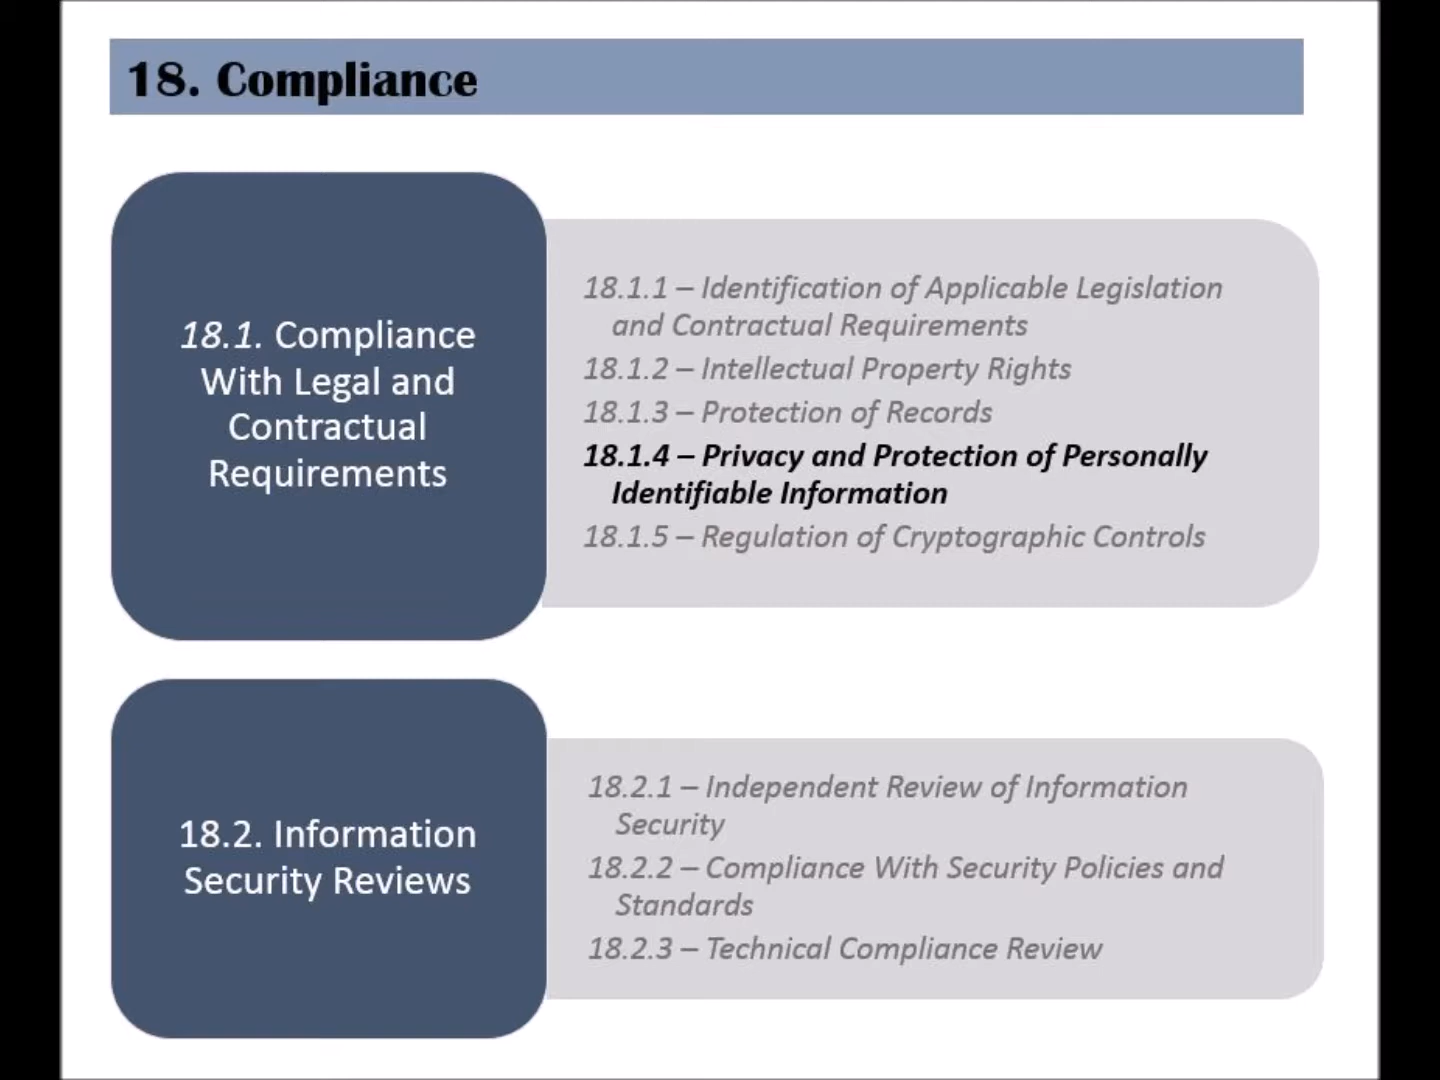 18. Compliance
18.1. Compliance
With Legal and
Contractual
Requirements
18.1.1 – Identification of Applicable Legislation
and Contractual Requirements
18.1.2 – Intellectual Property Rights
18.1.3 – Protection of Records
18.1.4 – Privacy and Protection of Personally
Identifiable Information
18.1.5 – Regulation of Cryptographic Controls
18.2. Information
Security Reviews
18.2.1 – Independent Review of Information
Security
18.2.2 – Compliance With Security Policies and
Standards
18.2.3 – Technical Compliance Review